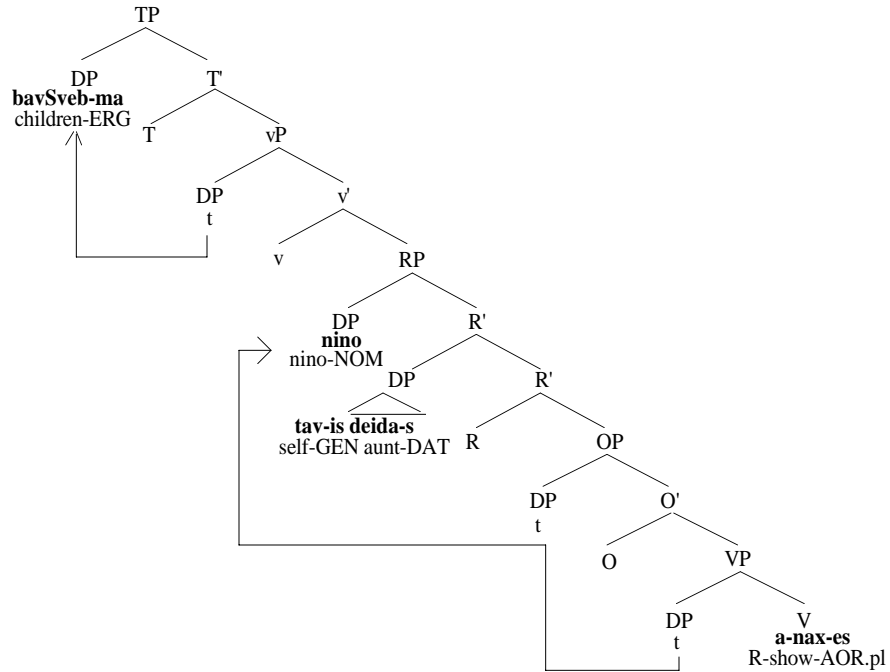 TP
DP T'
bavSveb-ma
children-ERG
T vP
DP v'
t
v RP
DP R'
nino
nino-NOM
DP R'
tav-is deida-s
self-GEN aunt-DAT
R OP
DP O'
t
O VP
DP V
t a-nax-es
R-show-AOR.pl